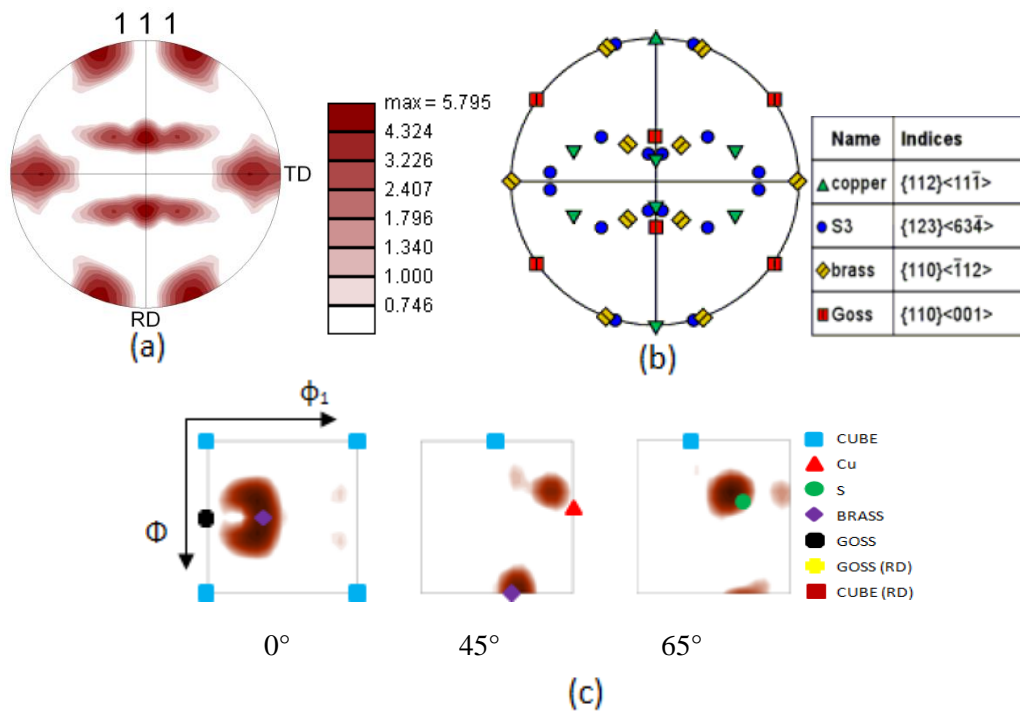 1 1 1
max = 5.795
4.324
3.226
2.407
1.796
1.340
1.000
0.746
TD
RD
(a)
(b)
Name Indices
copper {112}<111̄>
S3 {123}<634̄>
brass {110}<1̄12>
Goss {110}<001>
ϕ₁
Φ
CUBE
Cu
S
BRASS
GOSS
GOSS (RD)
CUBE (RD)
0° 45° 65°
(c)